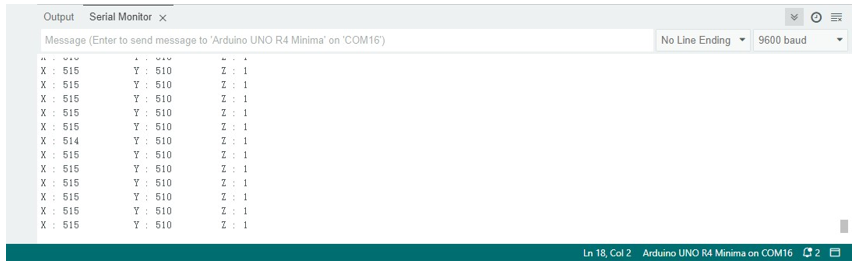 Output Serial Monitor ×
Message (Enter to send message to 'Arduino UNO R4 Minima' on 'COM16') No Line Ending 9600 baud
X : 515 Y : 510 Z : 1
X : 515 Y : 510 Z : 1
X : 515 Y : 510 Z : 1
X : 515 Y : 510 Z : 1
X : 515 Y : 510 Z : 1
X : 514 Y : 510 Z : 1
X : 515 Y : 510 Z : 1
X : 515 Y : 510 Z : 1
X : 515 Y : 510 Z : 1
X : 515 Y : 510 Z : 1
X : 515 Y : 510 Z : 1
X : 515 Y : 510 Z : 1
Ln 18, Col 2 Arduino UNO R4 Minima on COM16 2